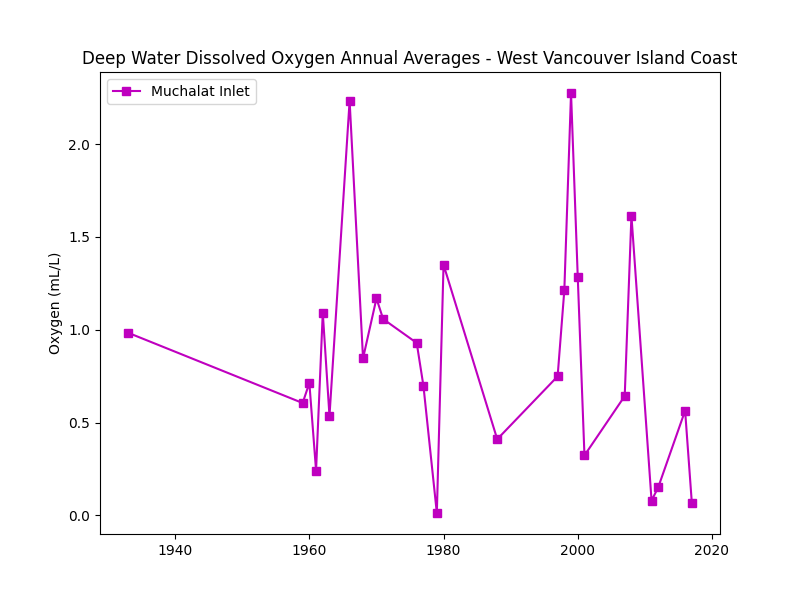 Deep Water Dissolved Oxygen Annual Averages - West Vancouver Island Coast
Muchalat Inlet
Oxygen (mL/L)
2.0
1.5
1.0
0.5
0.0
1940 1960 1980 2000 2020